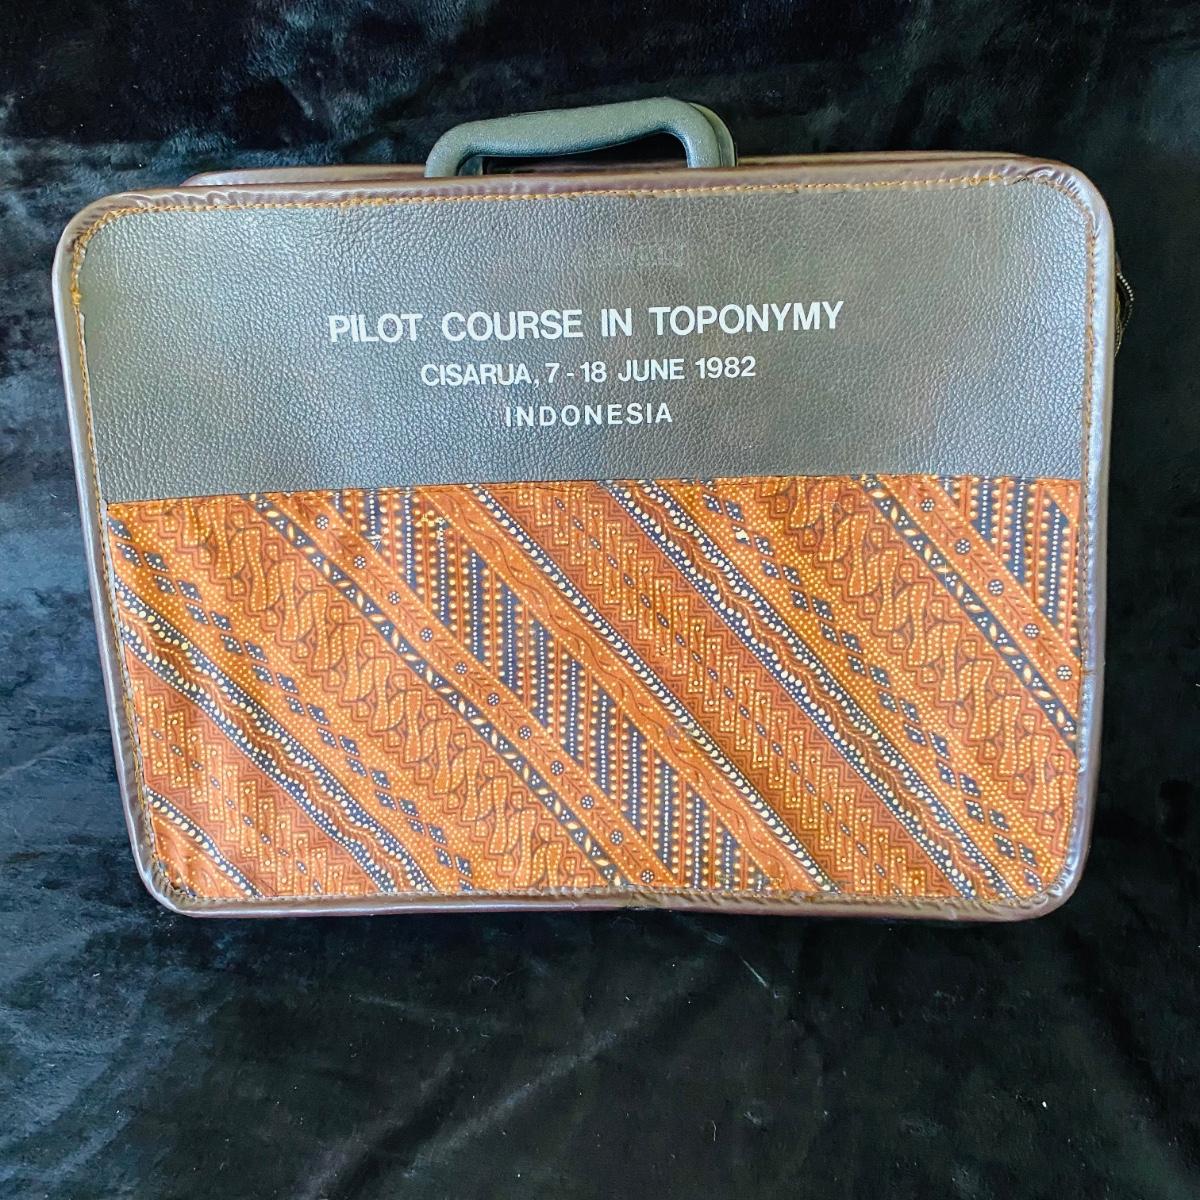 PILOT COURSE IN TOPONYMY
CISARUA, 7 - 18 JUNE 1982
INDONESIA